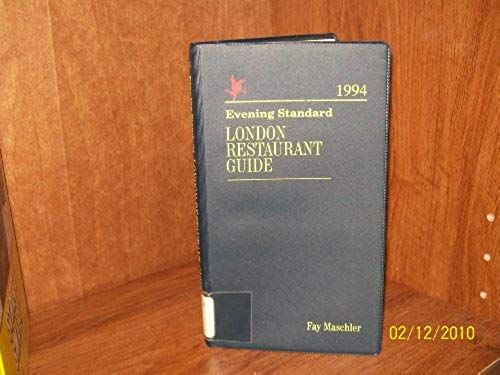 1994
Evening Standard
LONDON
RESTAURANT
GUIDE
Fay Maschler
02/12/2010